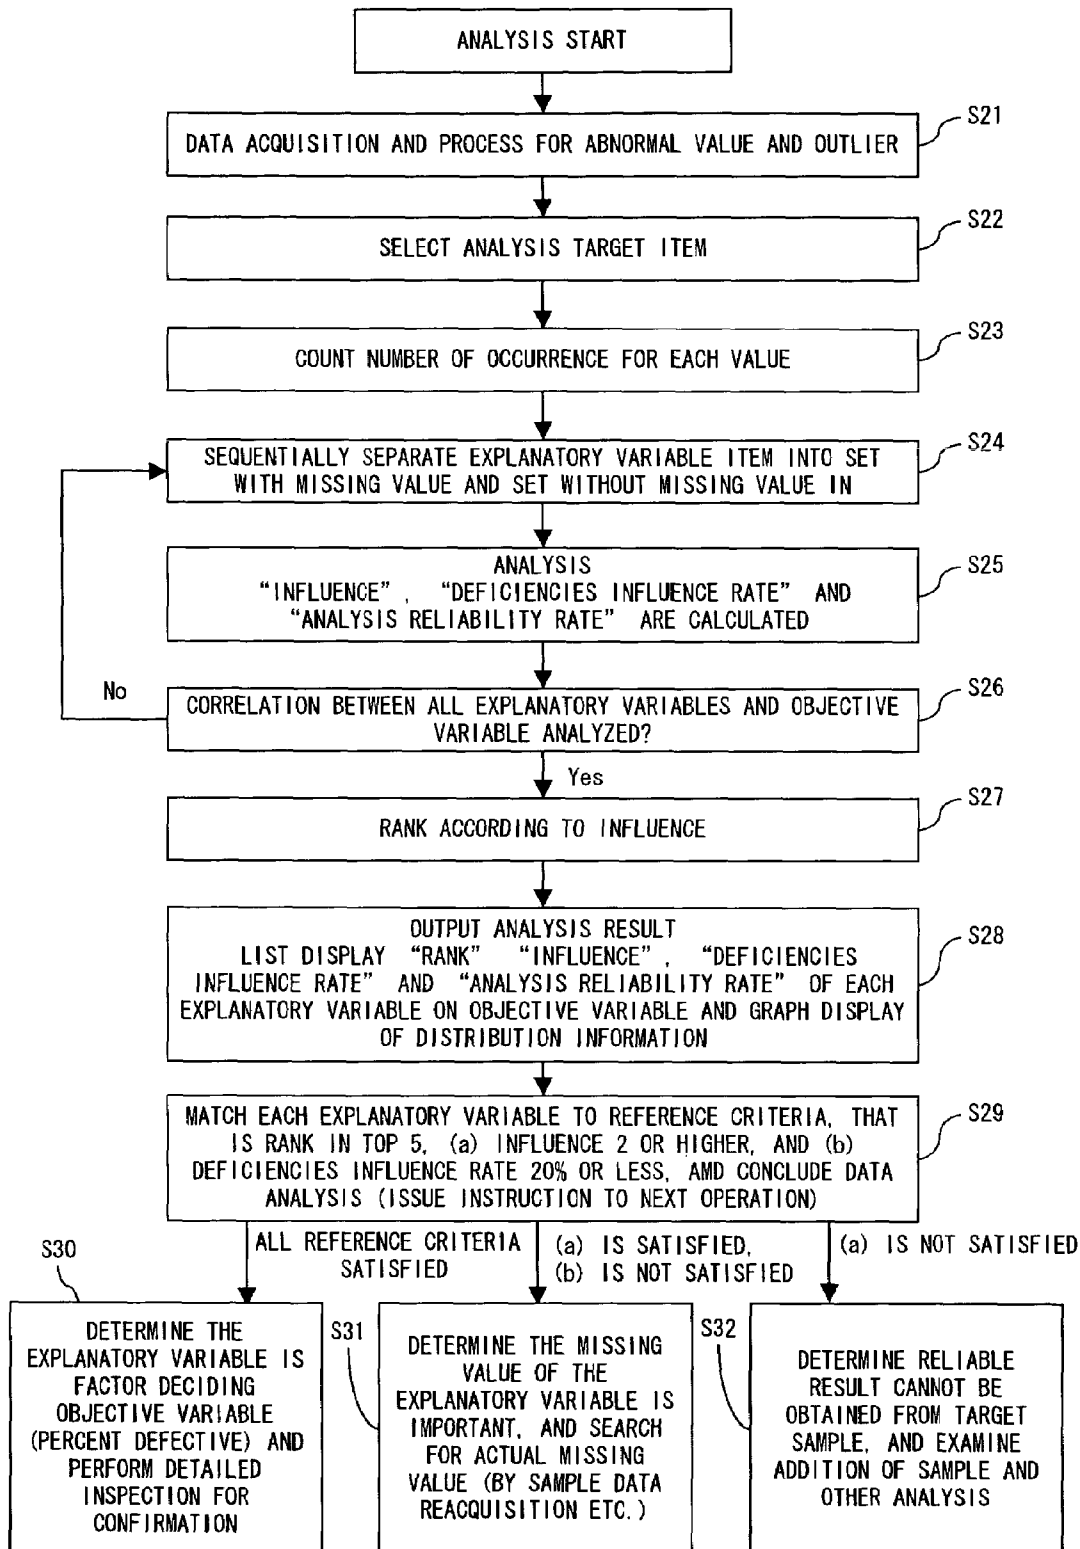 ANALYSIS START
S21
DATA ACQUISITION AND PROCESS FOR ABNORMAL VALUE AND OUTLIER
S22
SELECT ANALYSIS TARGET ITEM
S23
COUNT NUMBER OF OCCURRENCE FOR EACH VALUE
S24
SEQUENTIALLY SEPARATE EXPLANATORY VARIABLE ITEM INTO SET
WITH MISSING VALUE AND SET WITHOUT MISSING VALUE IN
S25
ANALYSIS
“INFLUENCE”, “DEFICIENCIES INFLUENCE RATE” AND
“ANALYSIS RELIABILITY RATE” ARE CALCULATED
S26
No
CORRELATION BETWEEN ALL EXPLANATORY VARIABLES AND OBJECTIVE
VARIABLE ANALYZED?
Yes
S27
RANK ACCORDING TO INFLUENCE
S28
OUTPUT ANALYSIS RESULT
LIST DISPLAY “RANK” “INFLUENCE”, “DEFICIENCIES
INFLUENCE RATE” AND “ANALYSIS RELIABILITY RATE” OF EACH
EXPLANATORY VARIABLE ON OBJECTIVE VARIABLE AND GRAPH DISPLAY
OF DISTRIBUTION INFORMATION
S29
MATCH EACH EXPLANATORY VARIABLE TO REFERENCE CRITERIA, THAT
IS RANK IN TOP 5, (a) INFLUENCE 2 OR HIGHER, AND (b)
DEFICIENCIES INFLUENCE RATE 20% OR LESS, AMD CONCLUDE DATA
ANALYSIS (ISSUE INSTRUCTION TO NEXT OPERATION)
ALL REFERENCE CRITERIA
SATISFIED
(a) IS SATISFIED,
(b) IS NOT SATISFIED
(a) IS NOT SATISFIED
S30
DETERMINE THE
EXPLANATORY VARIABLE IS
FACTOR DECIDING
OBJECTIVE VARIABLE
(PERCENT DEFECTIVE) AND
PERFORM DETAILED
INSPECTION FOR
CONFIRMATION
S31
DETERMINE THE MISSING
VALUE OF THE
EXPLANATORY VARIABLE IS
IMPORTANT, AND SEARCH
FOR ACTUAL MISSING
VALUE (BY SAMPLE DATA
REACQUISITION ETC.)
S32
DETERMINE RELIABLE
RESULT CANNOT BE
OBTAINED FROM TARGET
SAMPLE, AND EXAMINE
ADDITION OF SAMPLE AND
OTHER ANALYSIS